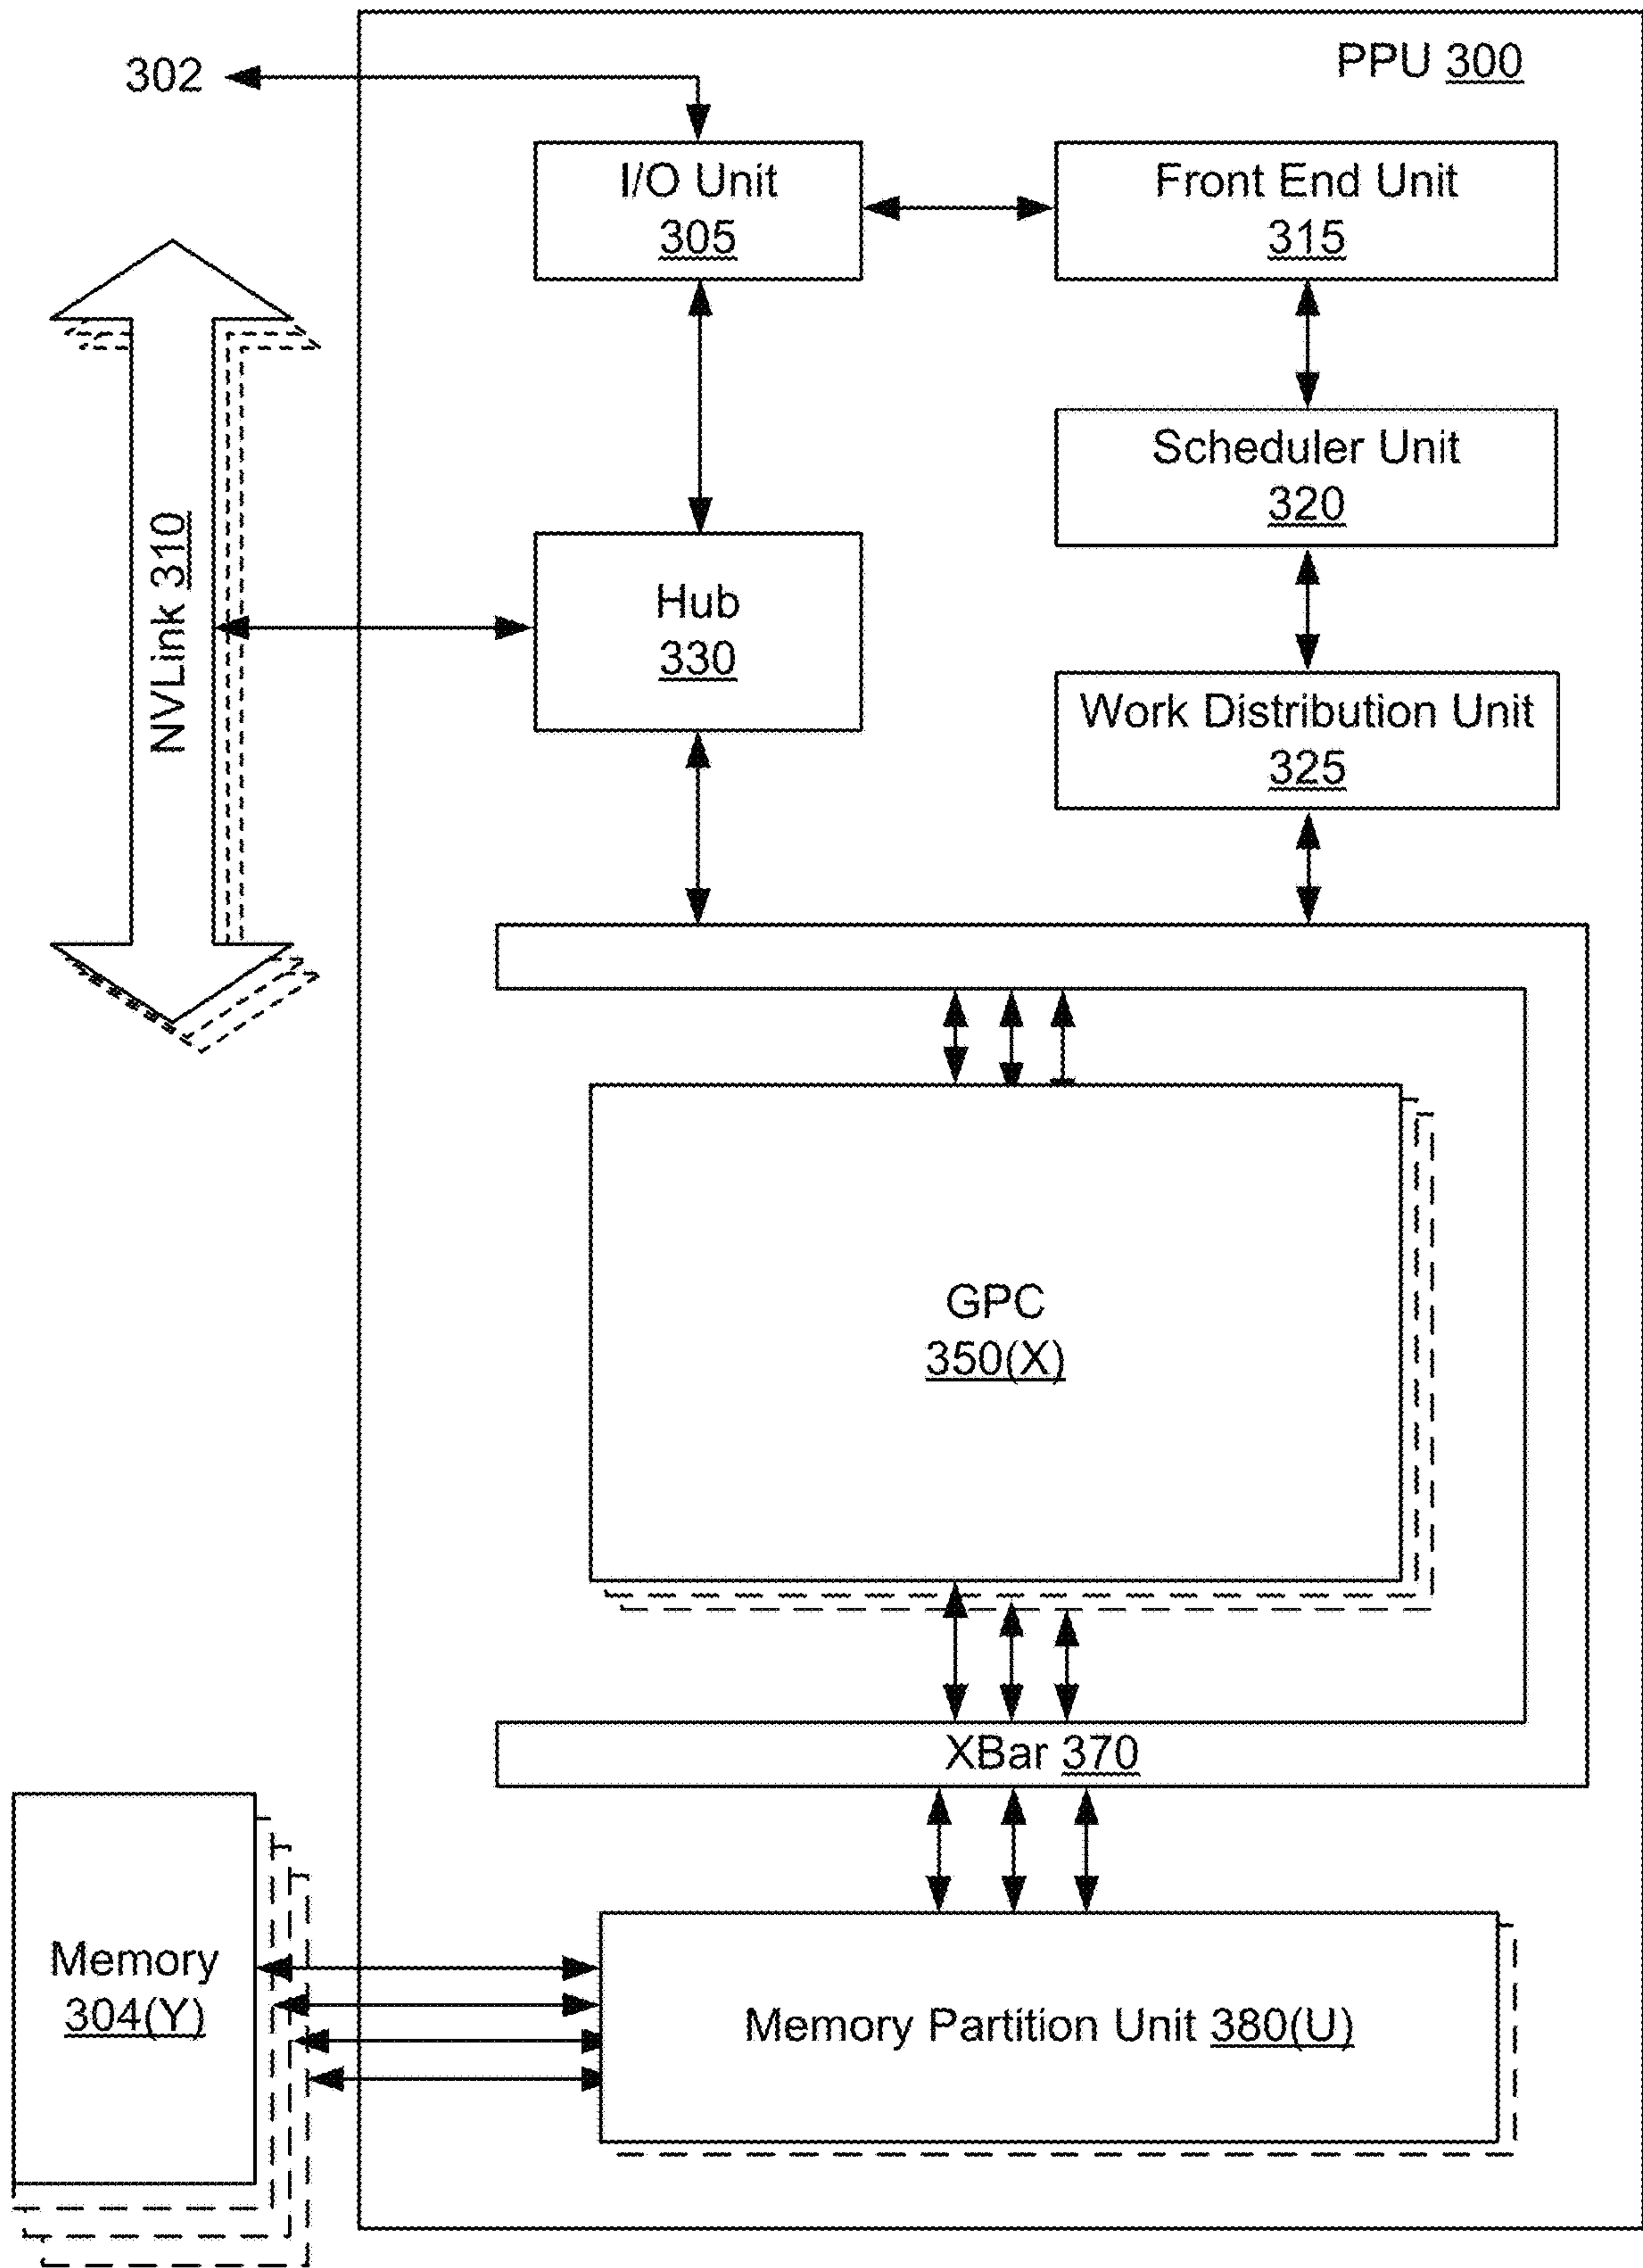 PPU 300
302
I/O Unit
305
Front End Unit
315
Scheduler Unit
320
NVLink 310
Hub
330
Work Distribution Unit
325
GPC
350(X)
XBar 370
Memory
304(Y)
Memory Partition Unit 380(U)